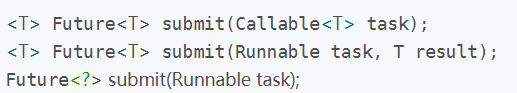 <T> Future<T> submit(Callable<T> task);
<T> Future<T> submit(Runnable task, T result);
Future<?> submit(Runnable task);